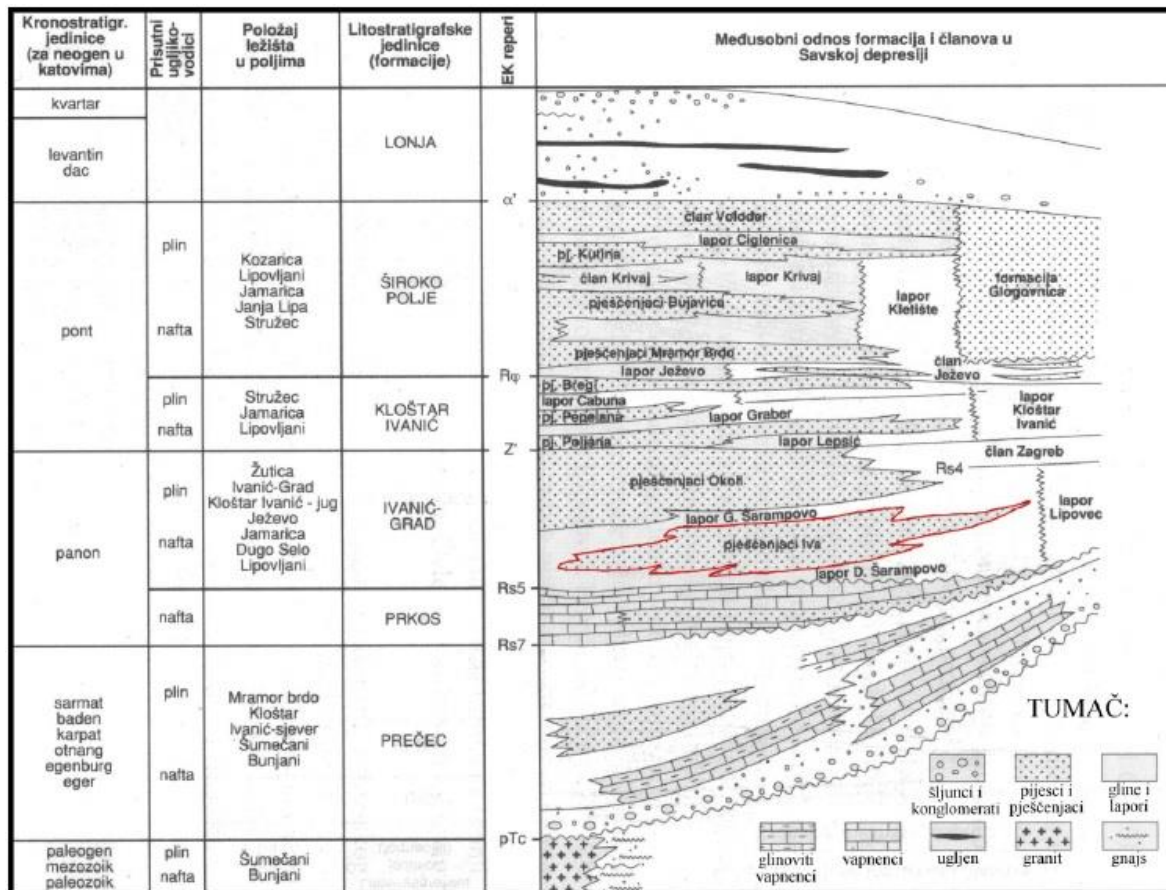 Kronostratigr.
jedinice
(za neogen u
katovima)
Prisutni
ugljiko-
vodici
Položaj
ležišta
u poljima
Litostratigrafske
jedinice
(formacije)
EK reperi
Međusobni odnos formacija i članova u
Savskoj depresiji
kvartar
levantin
dac
LONJA
α'
pont
plin
nafta
Kozarica
Lipovljani
Jamarica
Janja Lipa
Stružec
ŠIROKO
POLJE
Rφ
plin
nafta
Stružec
Jamarica
Lipovljani
KLOŠTAR
IVANIĆ
Z'
panon
plin
nafta
Žutica
Ivanić-Grad
Kloštar Ivanić - jug
Ježevo
Jamarica
Dugo Selo
Lipovljani
IVANIĆ-
GRAD
Rs5
nafta
PRKOS
Rs7
sarmat
baden
karpat
otnang
egenburg
eger
plin
nafta
Mramor brdo
Kloštar
Ivanić-sjever
Šumečani
Bunjani
PREČEC
pTc
paleogen
mezozoik
paleozoik
plin
nafta
Šumečani
Bunjani
član Voloder
lapor Ciglenica
pj. Kutina
član Krivaj
lapor Krivaj
pješčenjaci Bujavica
lapor
Kletište
formacija
Glogovnica
pješčenjaci Mramor Brdo
lapor Ježevo
član
Ježevo
pj. Bregi
lapor Cabuna
pj. Pepelana
lapor Graber
lapor
Kloštar
Ivanić
pj. Poljana
lapor Lepsić
član Zagreb
Rs4
pješčenjaci Okoli
lapor G. Šarampovo
lapor
Lipovec
pješčenjaci Iva
lapor D. Šarampovo
TUMAČ:
šljunci i
konglomerati
pijesci i
pješčenjaci
gline i
lapori
glinoviti
vapnenci
vapnenci
ugljen
granit
gnajs